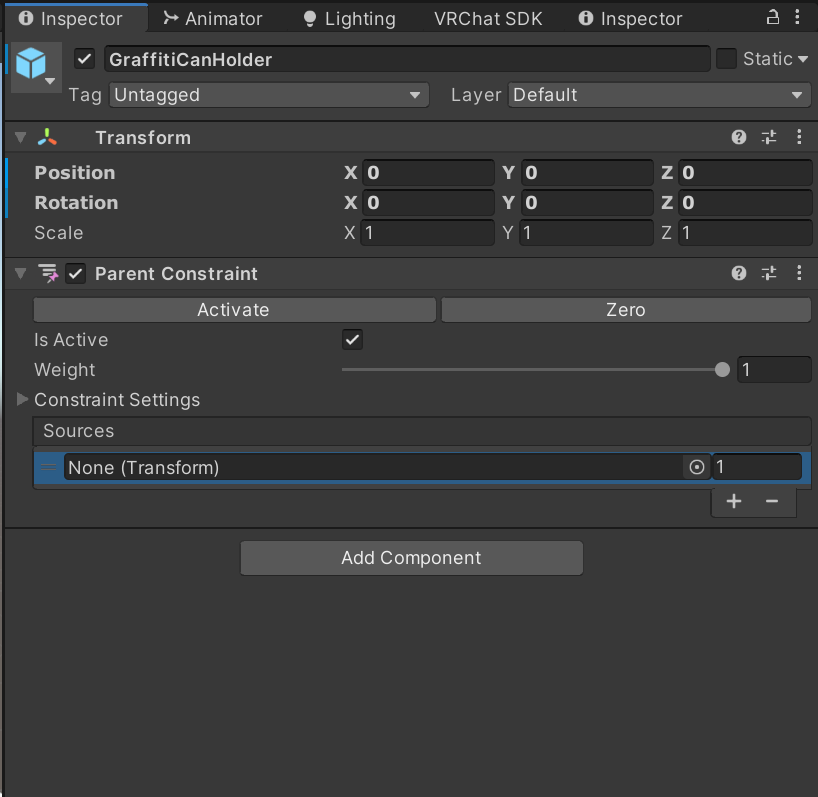 Inspector Animator Lighting VRChat SDK Inspector
GraffitiCanHolder Static
Tag Untagged Layer Default
Transform
Position X 0 Y 0 Z 0
Rotation X 0 Y 0 Z 0
Scale X 1 Y 1 Z 1
Parent Constraint
Activate Zero
Is Active
Weight 1
Constraint Settings
Sources
None (Transform) 1
+ −
Add Component